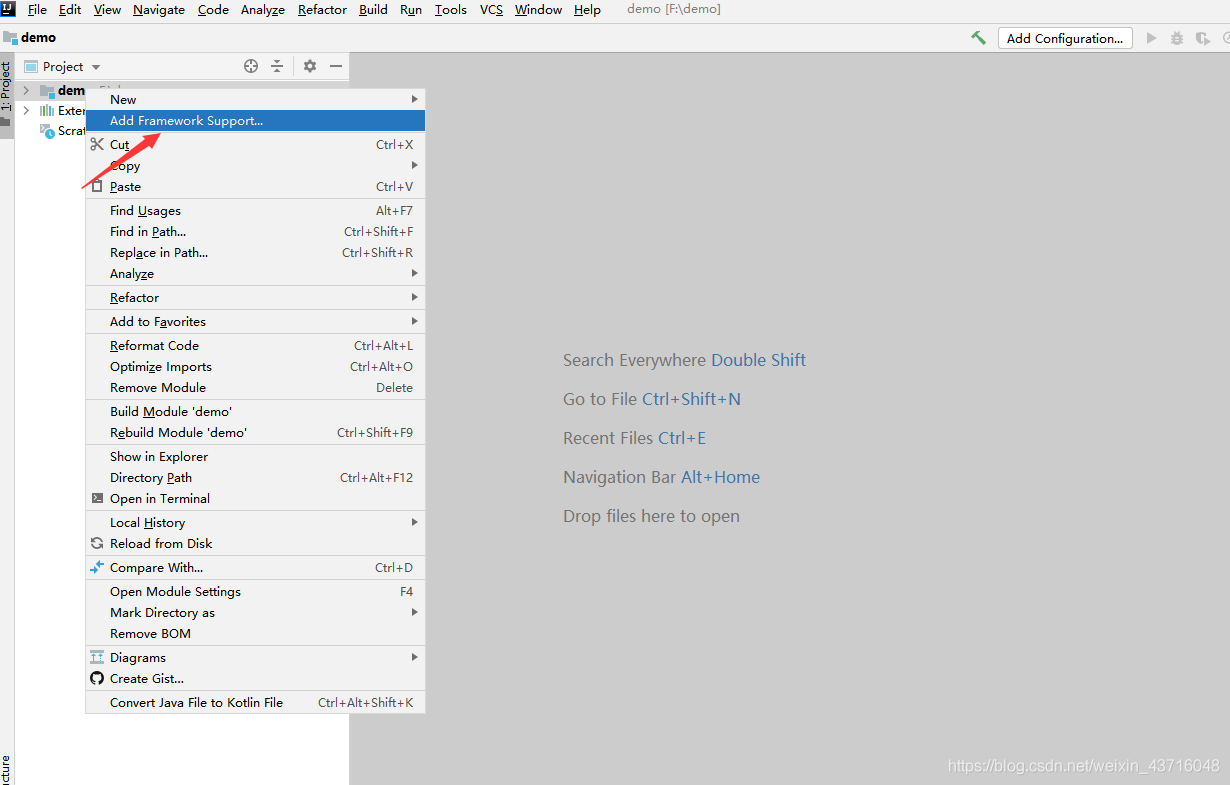 IJ File Edit View Navigate Code Analyze Refactor Build Run Tools VCS Window Help demo [F:\demo]
demo
Add Configuration...
1: Project
Project
dem
Exter
Scrat
New
Add Framework Support...
Cut Ctrl+X
Copy
Paste Ctrl+V
Find Usages Alt+F7
Find in Path... Ctrl+Shift+F
Replace in Path... Ctrl+Shift+R
Analyze
Refactor
Add to Favorites
Reformat Code Ctrl+Alt+L
Optimize Imports Ctrl+Alt+O
Remove Module Delete
Build Module 'demo'
Rebuild Module 'demo' Ctrl+Shift+F9
Show in Explorer
Directory Path Ctrl+Alt+F12
Open in Terminal
Local History
Reload from Disk
Compare With... Ctrl+D
Open Module Settings F4
Mark Directory as
Remove BOM
Diagrams
Create Gist...
Convert Java File to Kotlin File Ctrl+Alt+Shift+K
Search Everywhere Double Shift
Go to File Ctrl+Shift+N
Recent Files Ctrl+E
Navigation Bar Alt+Home
Drop files here to open
cture
https://blog.csdn.net/weixin_43716048